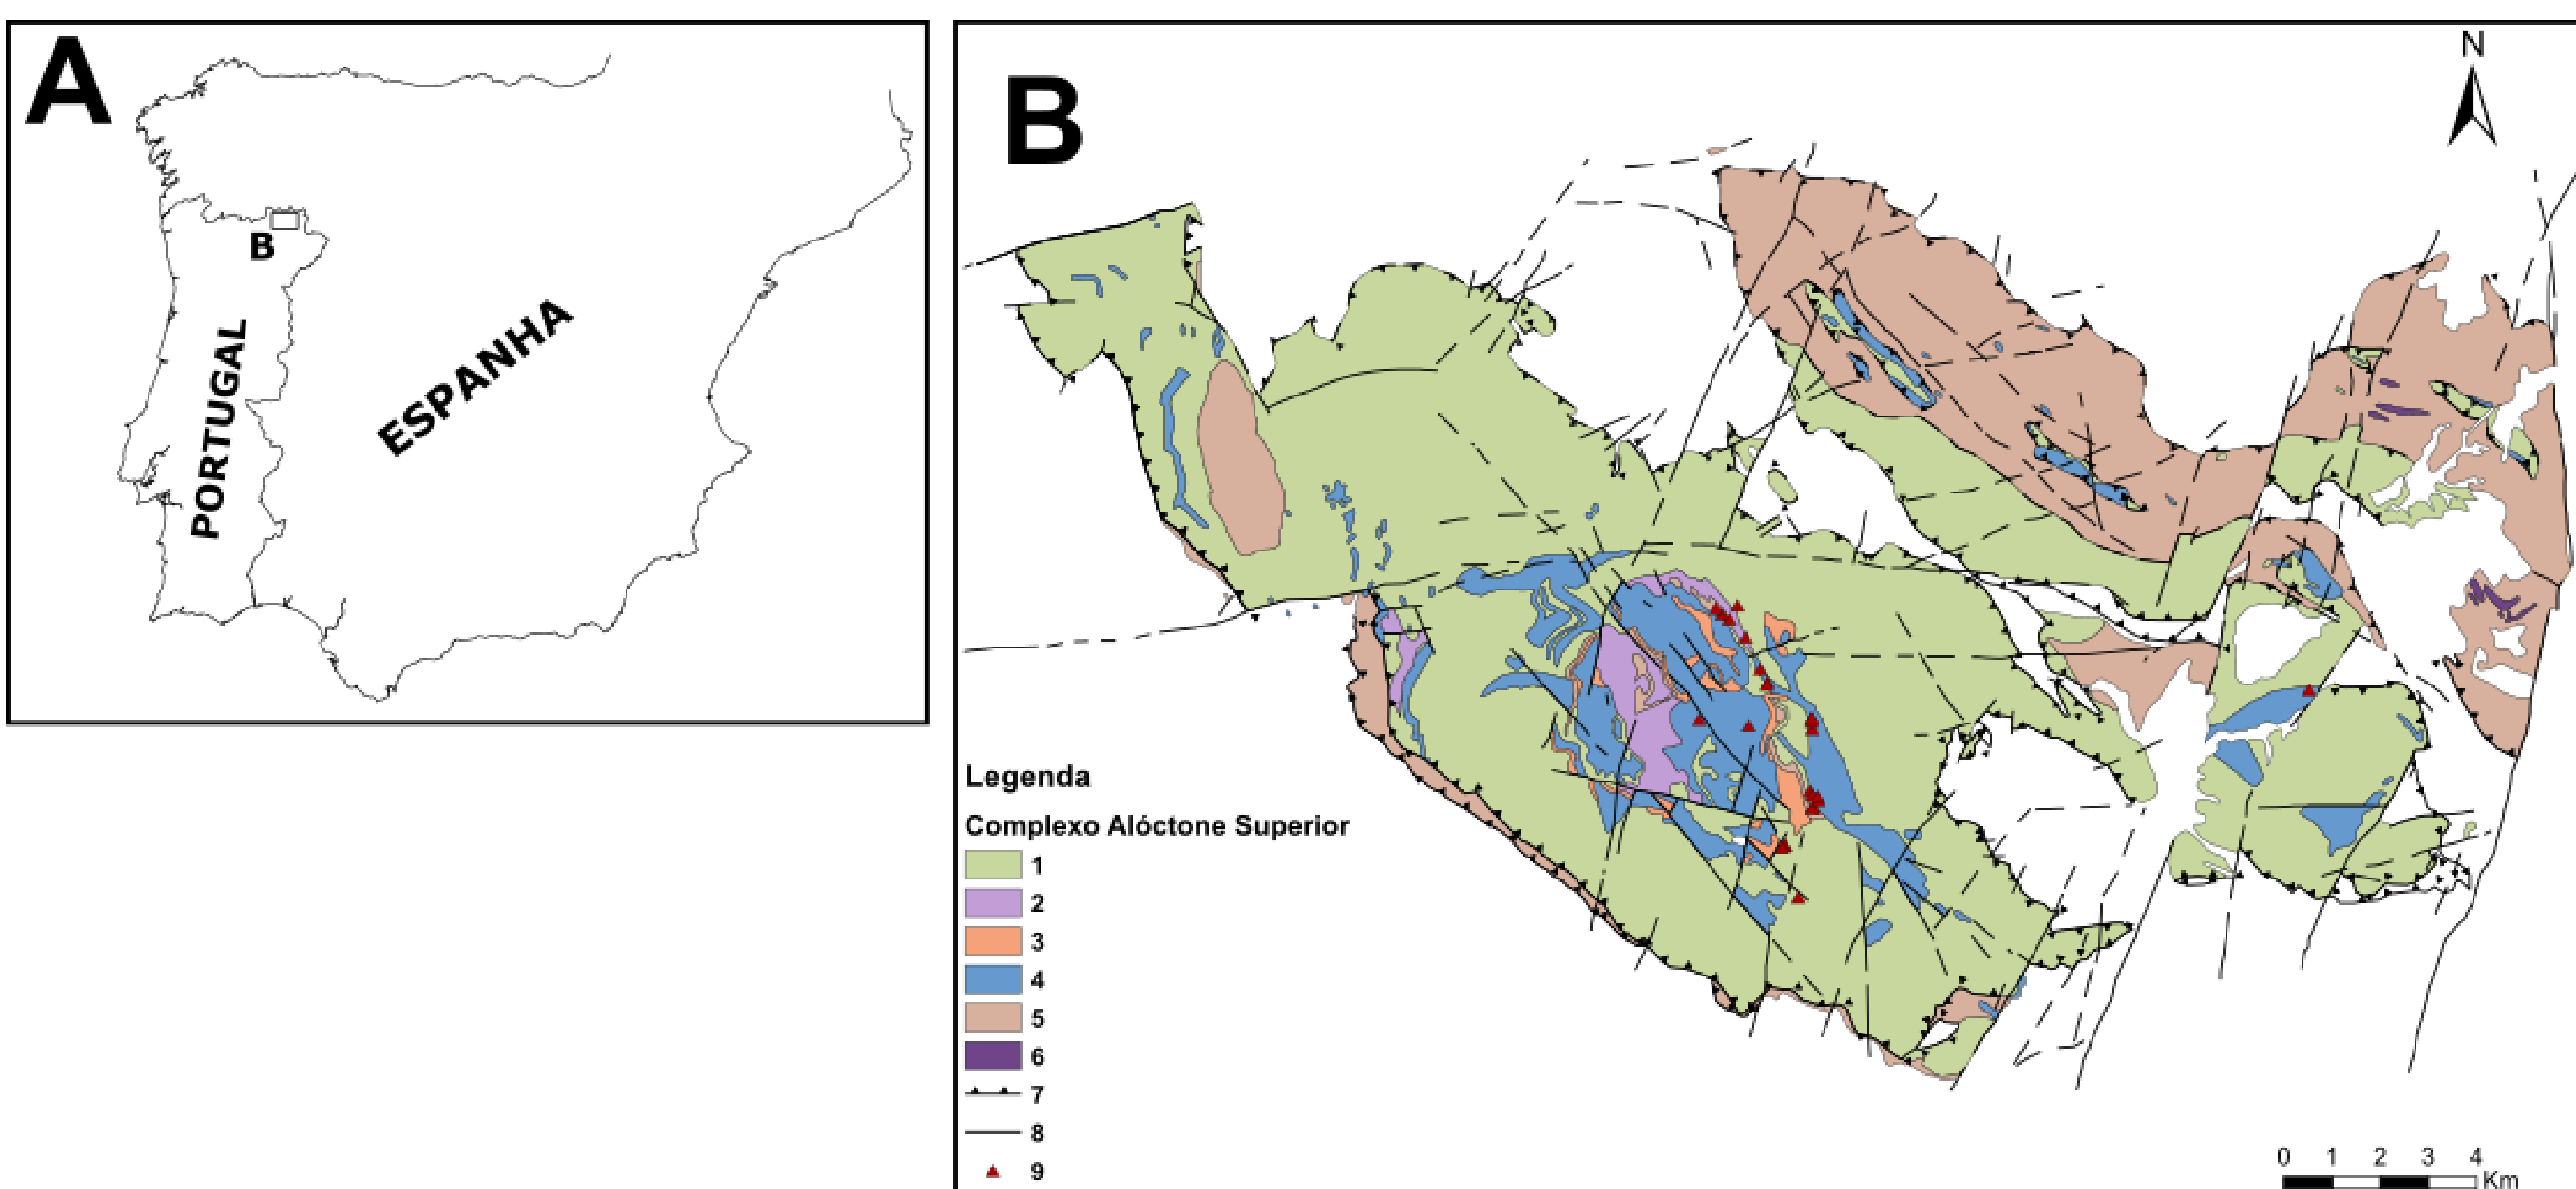 A
B
PORTUGAL
ESPANHA
B
N
Legenda
Complexo Alóctone Superior
1
2
3
4
5
6
7
8
9
0 1 2 3 4
Km